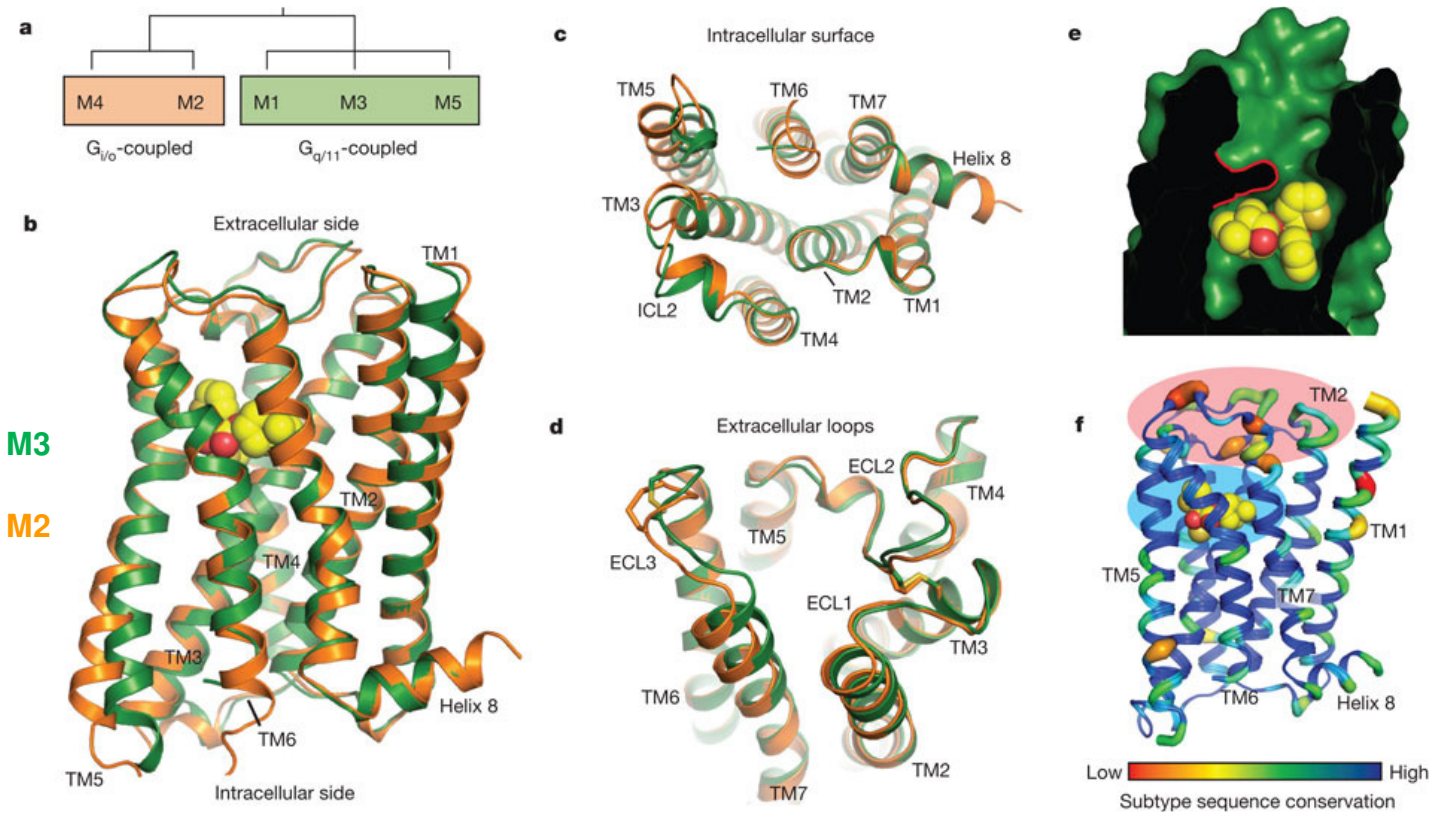 a
M4 M2 M1 M3 M5
Gi/o-coupled Gq/11-coupled
b
Extracellular side
TM1
M3
M2
TM2
TM4
TM3
TM6
TM5
Helix 8
Intracellular side
c
Intracellular surface
TM5 TM6 TM7
Helix 8
TM3
TM2
TM1
ICL2
TM4
d
Extracellular loops
ECL2
TM4
TM5
ECL3
ECL1
TM3
TM6
TM2
TM7
e
f
TM2
TM1
TM5
TM7
TM6
Helix 8
Low High
Subtype sequence conservation